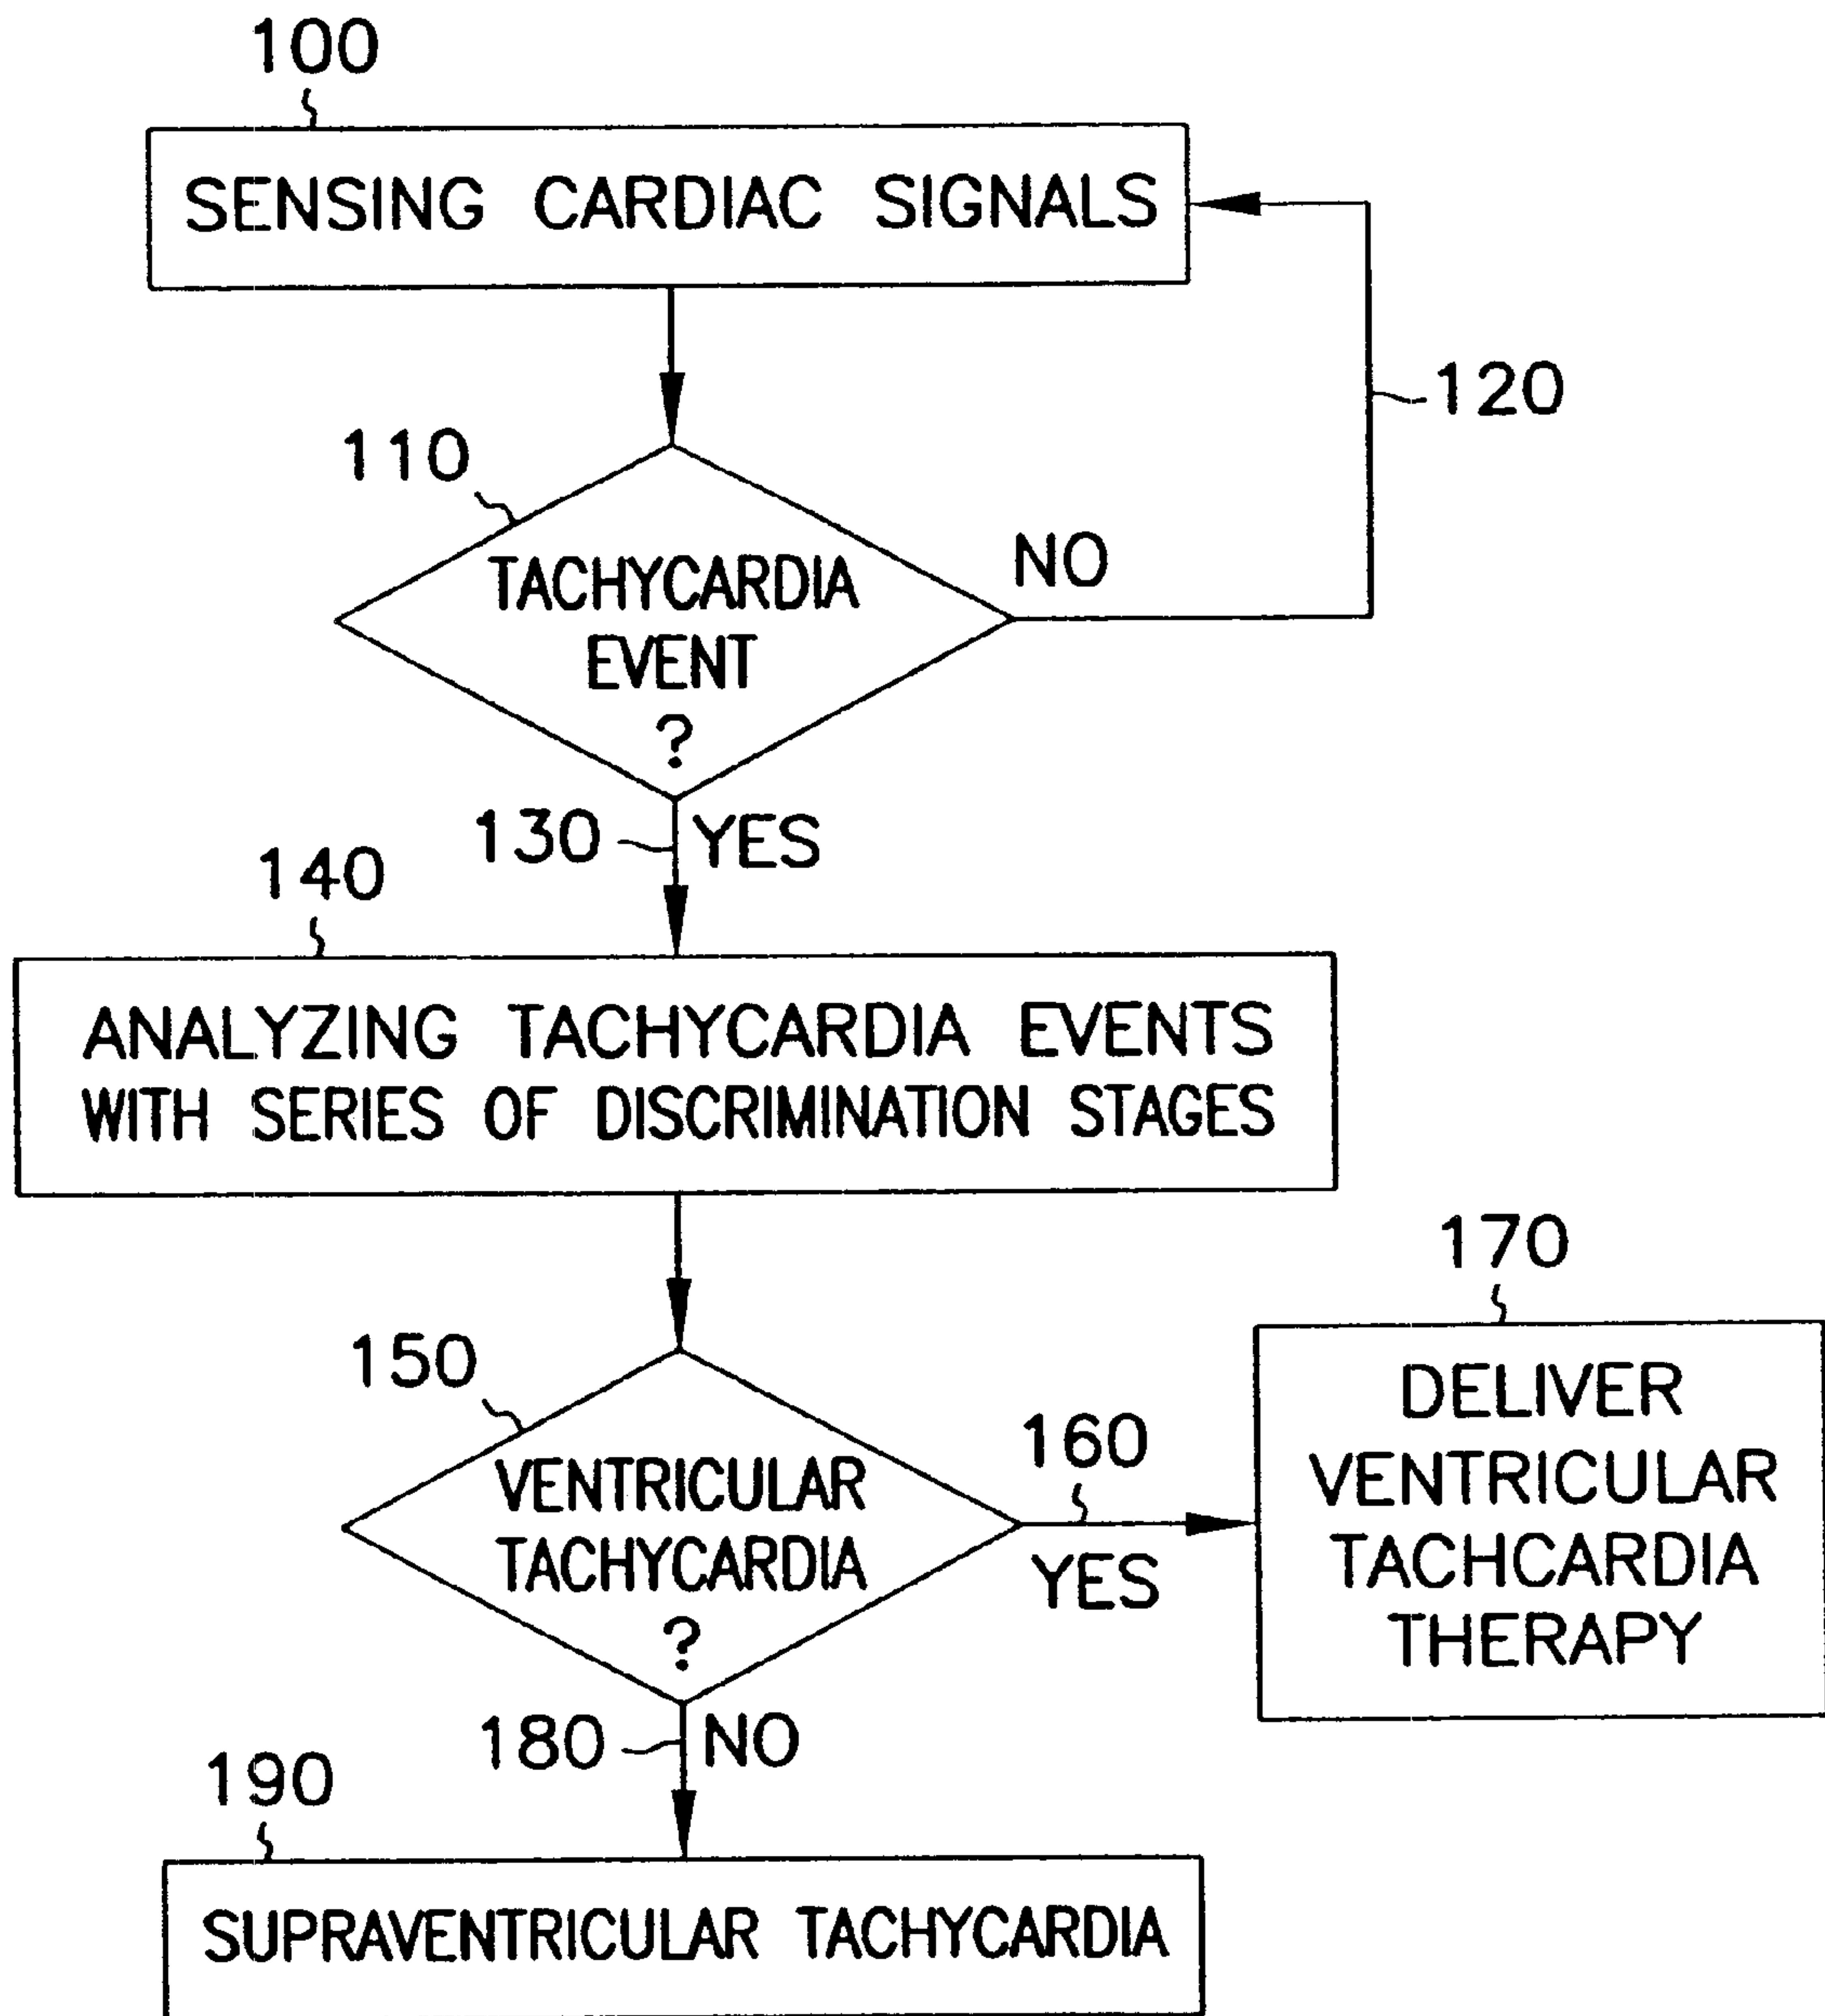 100
SENSING CARDIAC SIGNALS
120
110
NO
TACHYCARDIA
EVENT
?
130
YES
140
ANALYZING TACHYCARDIA EVENTS
WITH SERIES OF DISCRIMINATION STAGES
170
150
160
DELIVER
VENTRICULAR
TACHCARDIA
THERAPY
VENTRICULAR
TACHYCARDIA
?
YES
180
NO
190
SUPRAVENTRICULAR TACHYCARDIA